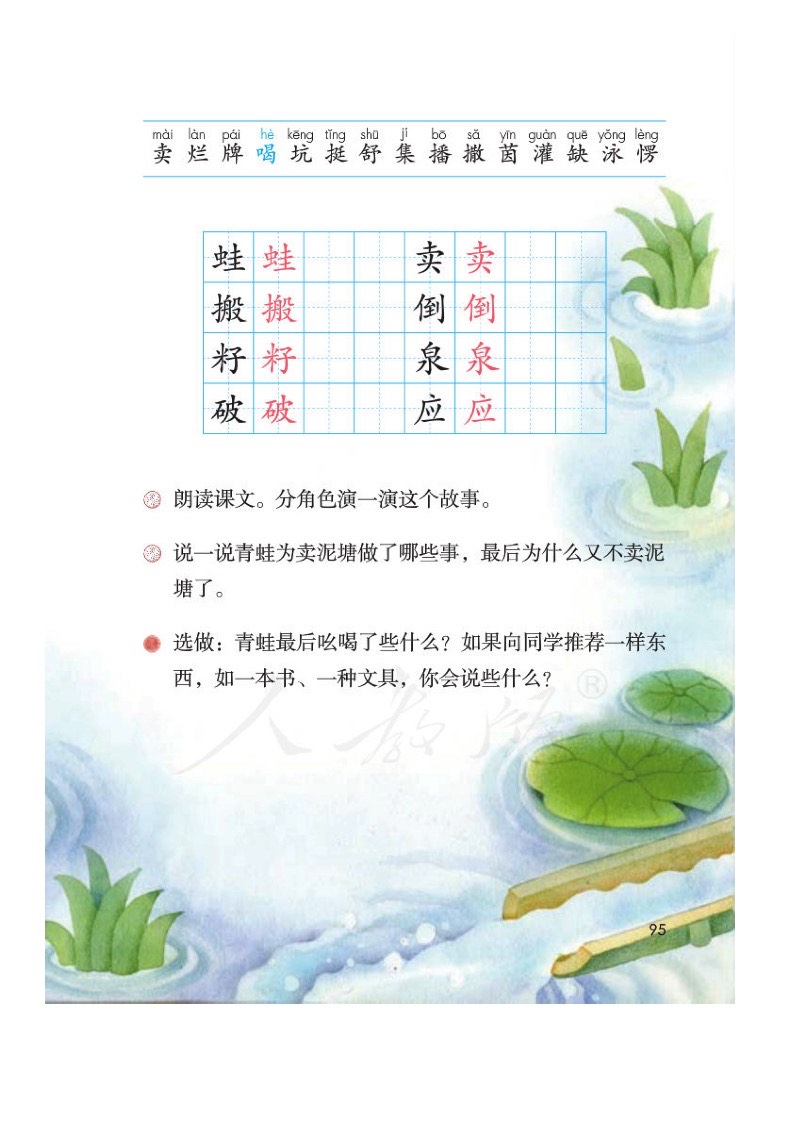 mài làn pái hè kēng tǐng shū jí bō sǎ yīn guàn quē yǒng lèng
卖 烂 牌 喝 坑 挺 舒 集 播 撒 茵 灌 缺 泳 愣
蛙 蛙 卖 卖
搬 搬 倒 倒
籽 籽 泉 泉
破 破 应 应
朗读课文。分角色演一演这个故事。
说一说青蛙为卖泥塘做了哪些事，最后为什么又不卖泥
塘了。
选做：青蛙最后吆喝了些什么？如果向同学推荐一样东
西，如一本书、一种文具，你会说些什么？
人教版®
95